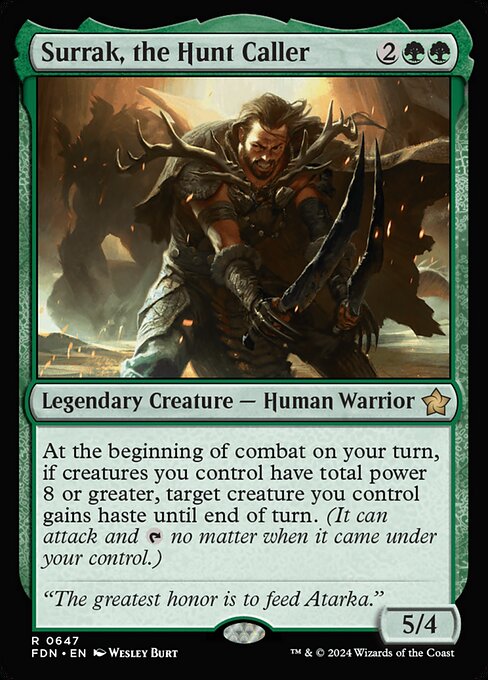 Surrak, the Hunt Caller 2
Legendary Creature — Human Warrior
At the beginning of combat on your turn,
if creatures you control have total power
8 or greater, target creature you control
gains haste until end of turn. (It can
attack and no matter when it came under
your control.)
“The greatest honor is to feed Atarka.”
5/4
R 0647
FDN • EN Wesley Burt
™ & © 2024 Wizards of the Coast